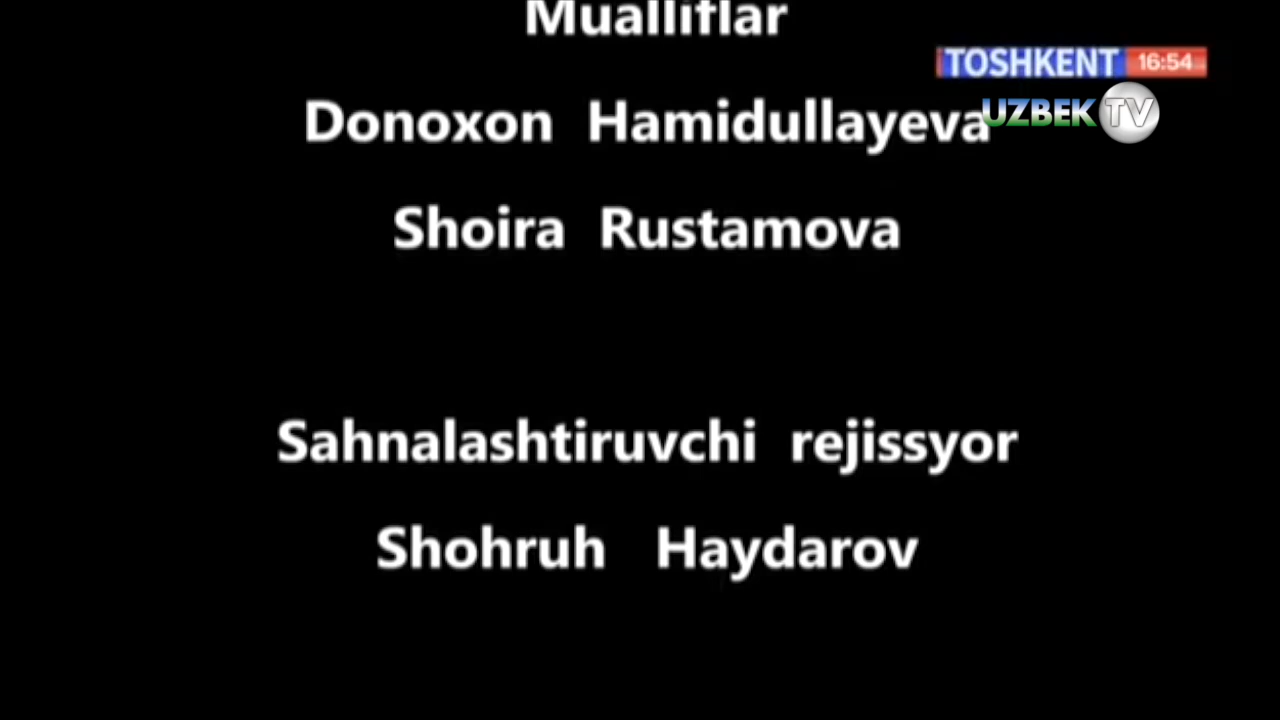 Mualliflar
TOSHKENT 16:54
UZBEK TV
Donoxon Hamidullayeva
Shoira Rustamova
Sahnalashtiruvchi rejissyor
Shohruh Haydarov